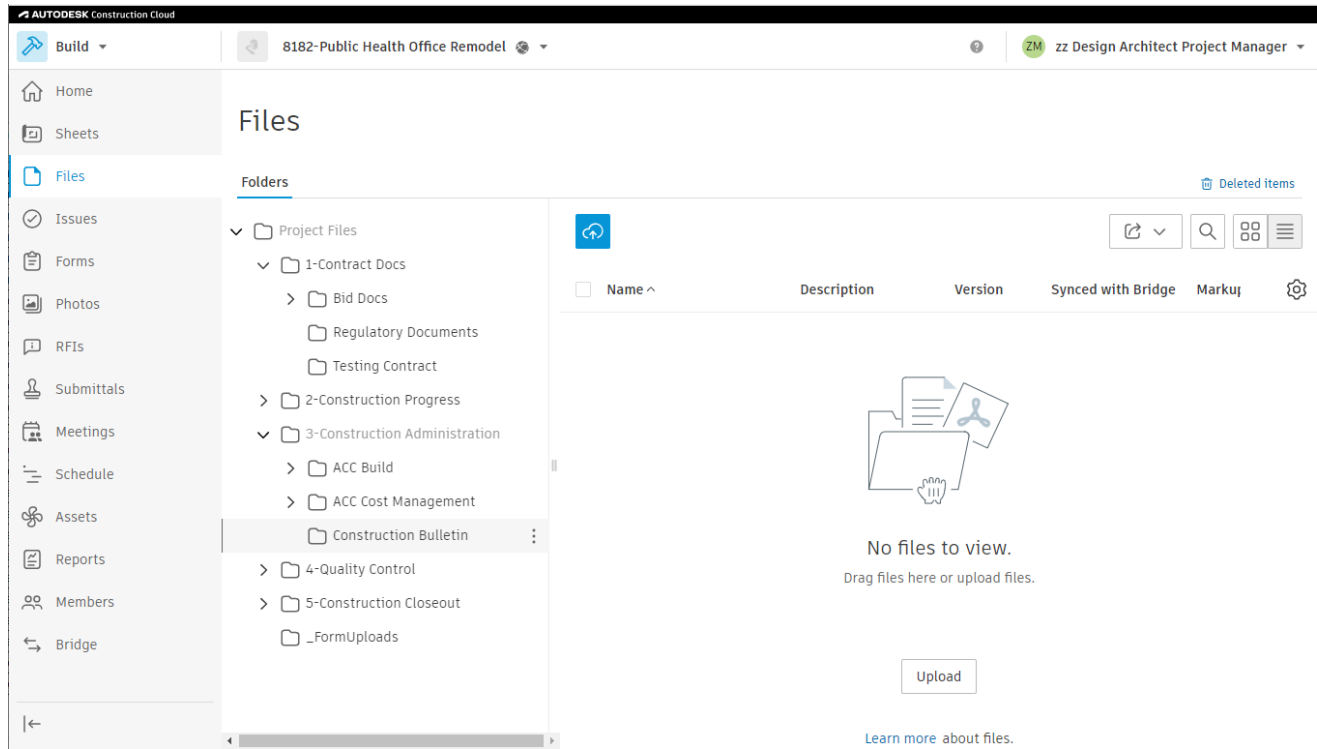 AUTODESK Construction Cloud
Build
8182-Public Health Office Remodel
ZM
zz Design Architect Project Manager
Home
Sheets
Files
Issues
Forms
Photos
RFIs
Submittals
Meetings
Schedule
Assets
Reports
Members
Bridge
Files
Folders
Deleted items
Project Files
1-Contract Docs
Bid Docs
Regulatory Documents
Testing Contract
2-Construction Progress
3-Construction Administration
ACC Build
ACC Cost Management
Construction Bulletin
4-Quality Control
5-Construction Closeout
_FormUploads
Name Description Version Synced with Bridge Markup
No files to view.
Drag files here or upload files.
Upload
Learn more about files.